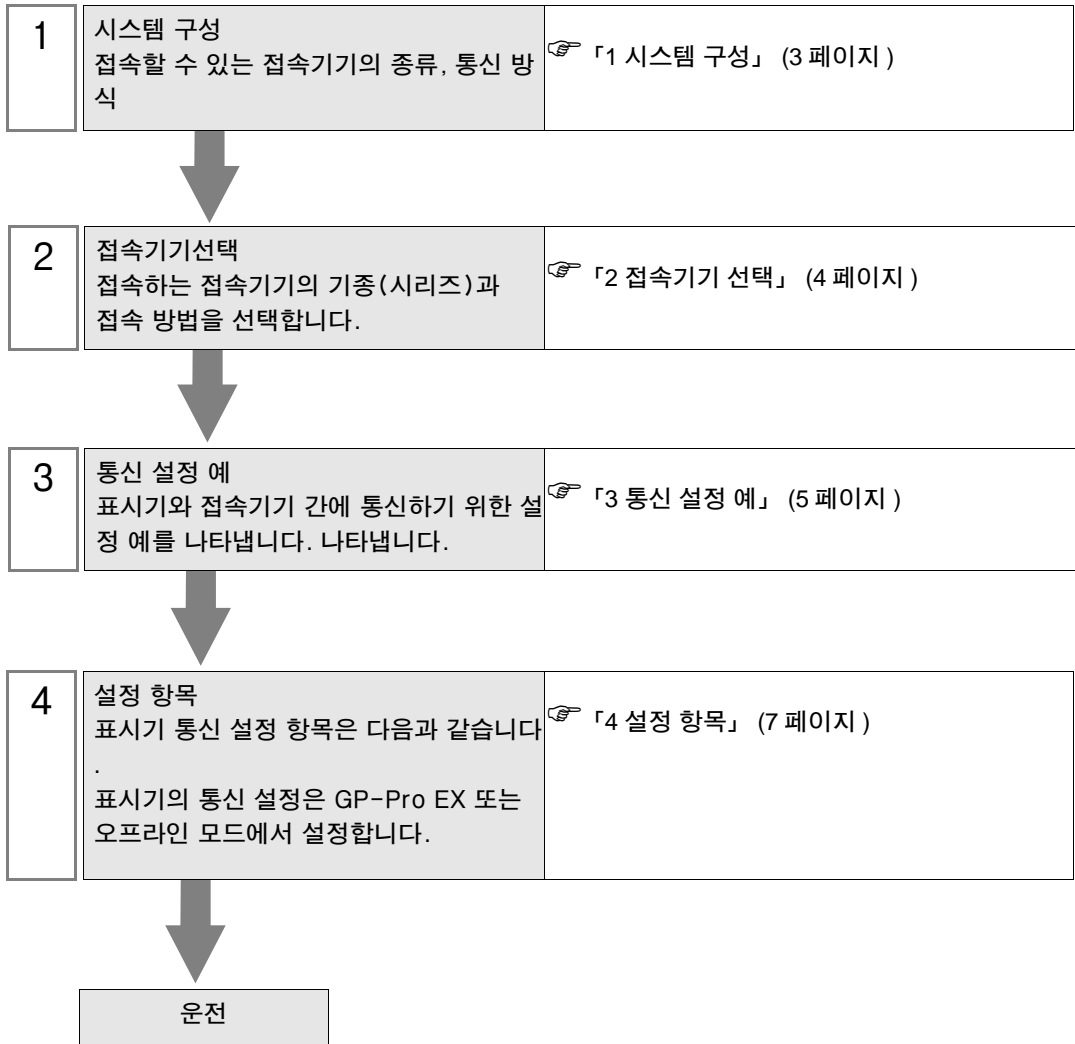 1
시스템 구성
접속할 수 있는 접속기기의 종류, 통신 방
식
☞ 「1 시스템 구성」 (3 페이지 )
2
접속기기선택
접속하는 접속기기의 기종(시리즈)과
접속 방법을 선택합니다.
☞ 「2 접속기기 선택」 (4 페이지 )
3
통신 설정 예
표시기와 접속기기 간에 통신하기 위한 설
정 예를 나타냅니다. 나타냅니다.
☞ 「3 통신 설정 예」 (5 페이지 )
4
설정 항목
표시기 통신 설정 항목은 다음과 같습니다
.
표시기의 통신 설정은 GP-Pro EX 또는
오프라인 모드에서 설정합니다.
☞ 「4 설정 항목」 (7 페이지 )
운전